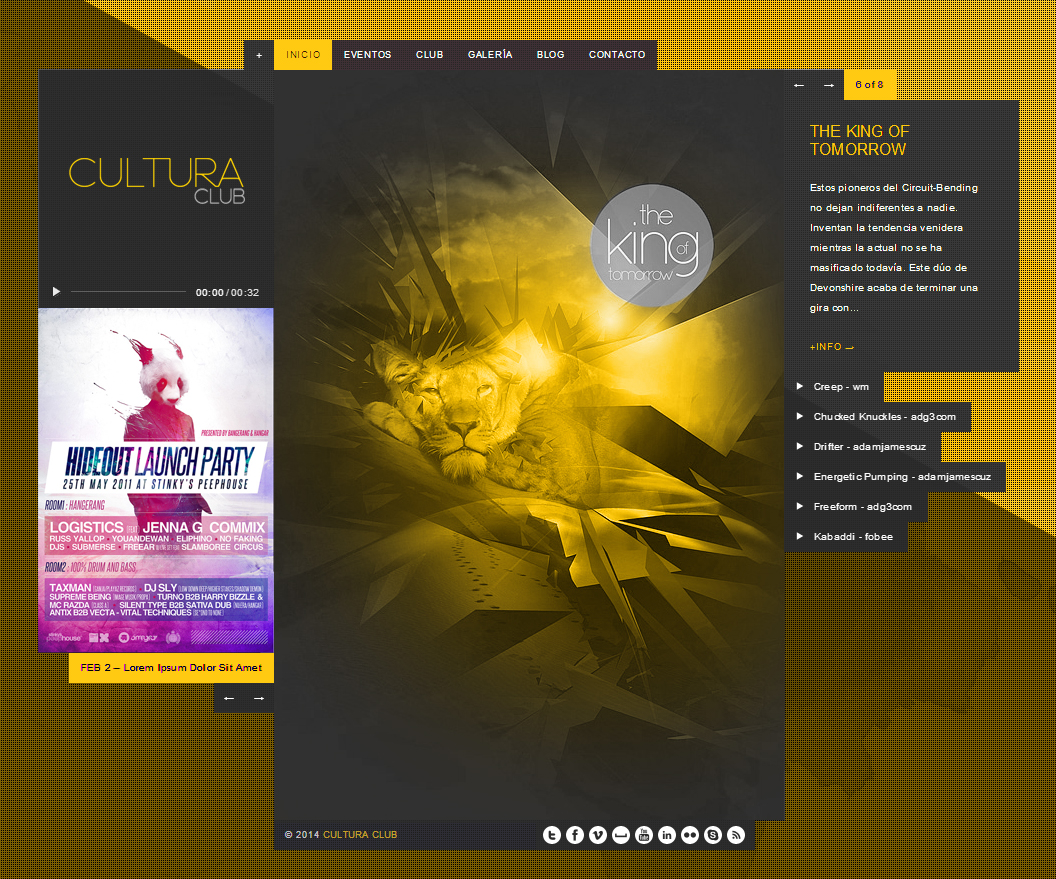 + INICIO EVENTOS CLUB GALERÍA BLOG CONTACTO
CULTURA
CLUB
00:00 / 00:32
PRESENTED BY BANGERANG & HANGAR
HIDEOUT LAUNCH PARTY
25TH MAY 2011 AT STINKY'S PEEPHOUSE
ROOM1 : HANGERANG
LOGISTICS JENNA G COMMIX
RUSS YALLOP • YOUANDEWAN • ELIPHINO • NO FAKING
DJS • SUBMERSE • FREEAR SLAMBOREE CIRCUS
ROOM2 : 100% DRUM AND BASS
TAXMAN DJ SLY
SUPREME BEING TURNO B2B HARRY BIZZLE &
MC RAZDA • SILENT TYPE B2B SATIVA DUB
ANTIX B2B VECTA - VITAL TECHNIQUES
FEB 2 – Lorem Ipsum Dolor Sit Amet
← →
the
king of
tomorrow
← → 6 of 8
THE KING OF
TOMORROW
Estos pioneros del Circuit-Bending
no dejan indiferentes a nadie.
Inventan la tendencia venidera
mientras la actual no se ha
masificado todavía. Este dúo de
Devonshire acaba de terminar una
gira con...
+INFO →
Creep - wm
Chucked Knuckles - adg3com
Drifter - adamjamescuz
Energetic Pumping - adamjamescuz
Freeform - adg3com
Kabaddi - fobee
© 2014 CULTURA CLUB